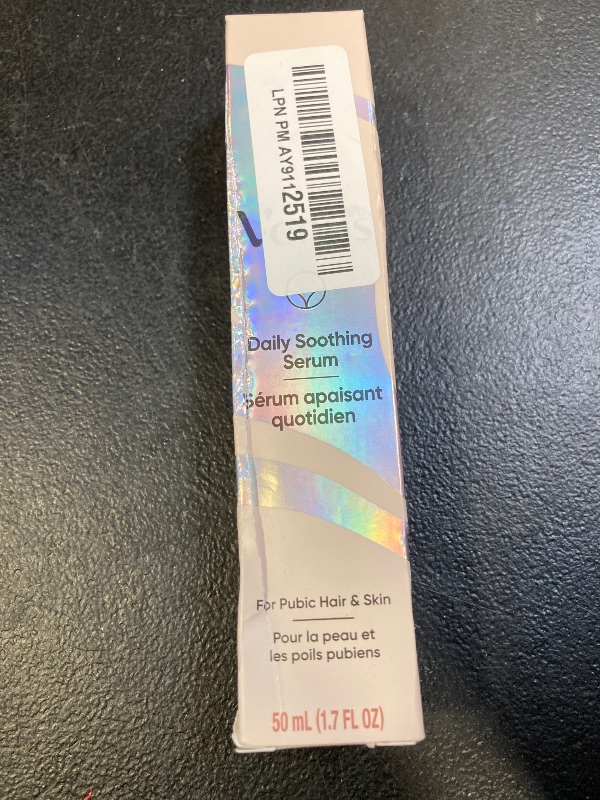 LPN PM AY9112519
Daily Soothing
Serum
Sérum apaisant
quotidien
For Pubic Hair & Skin
Pour la peau et
les poils pubiens
50 mL (1.7 FL OZ)